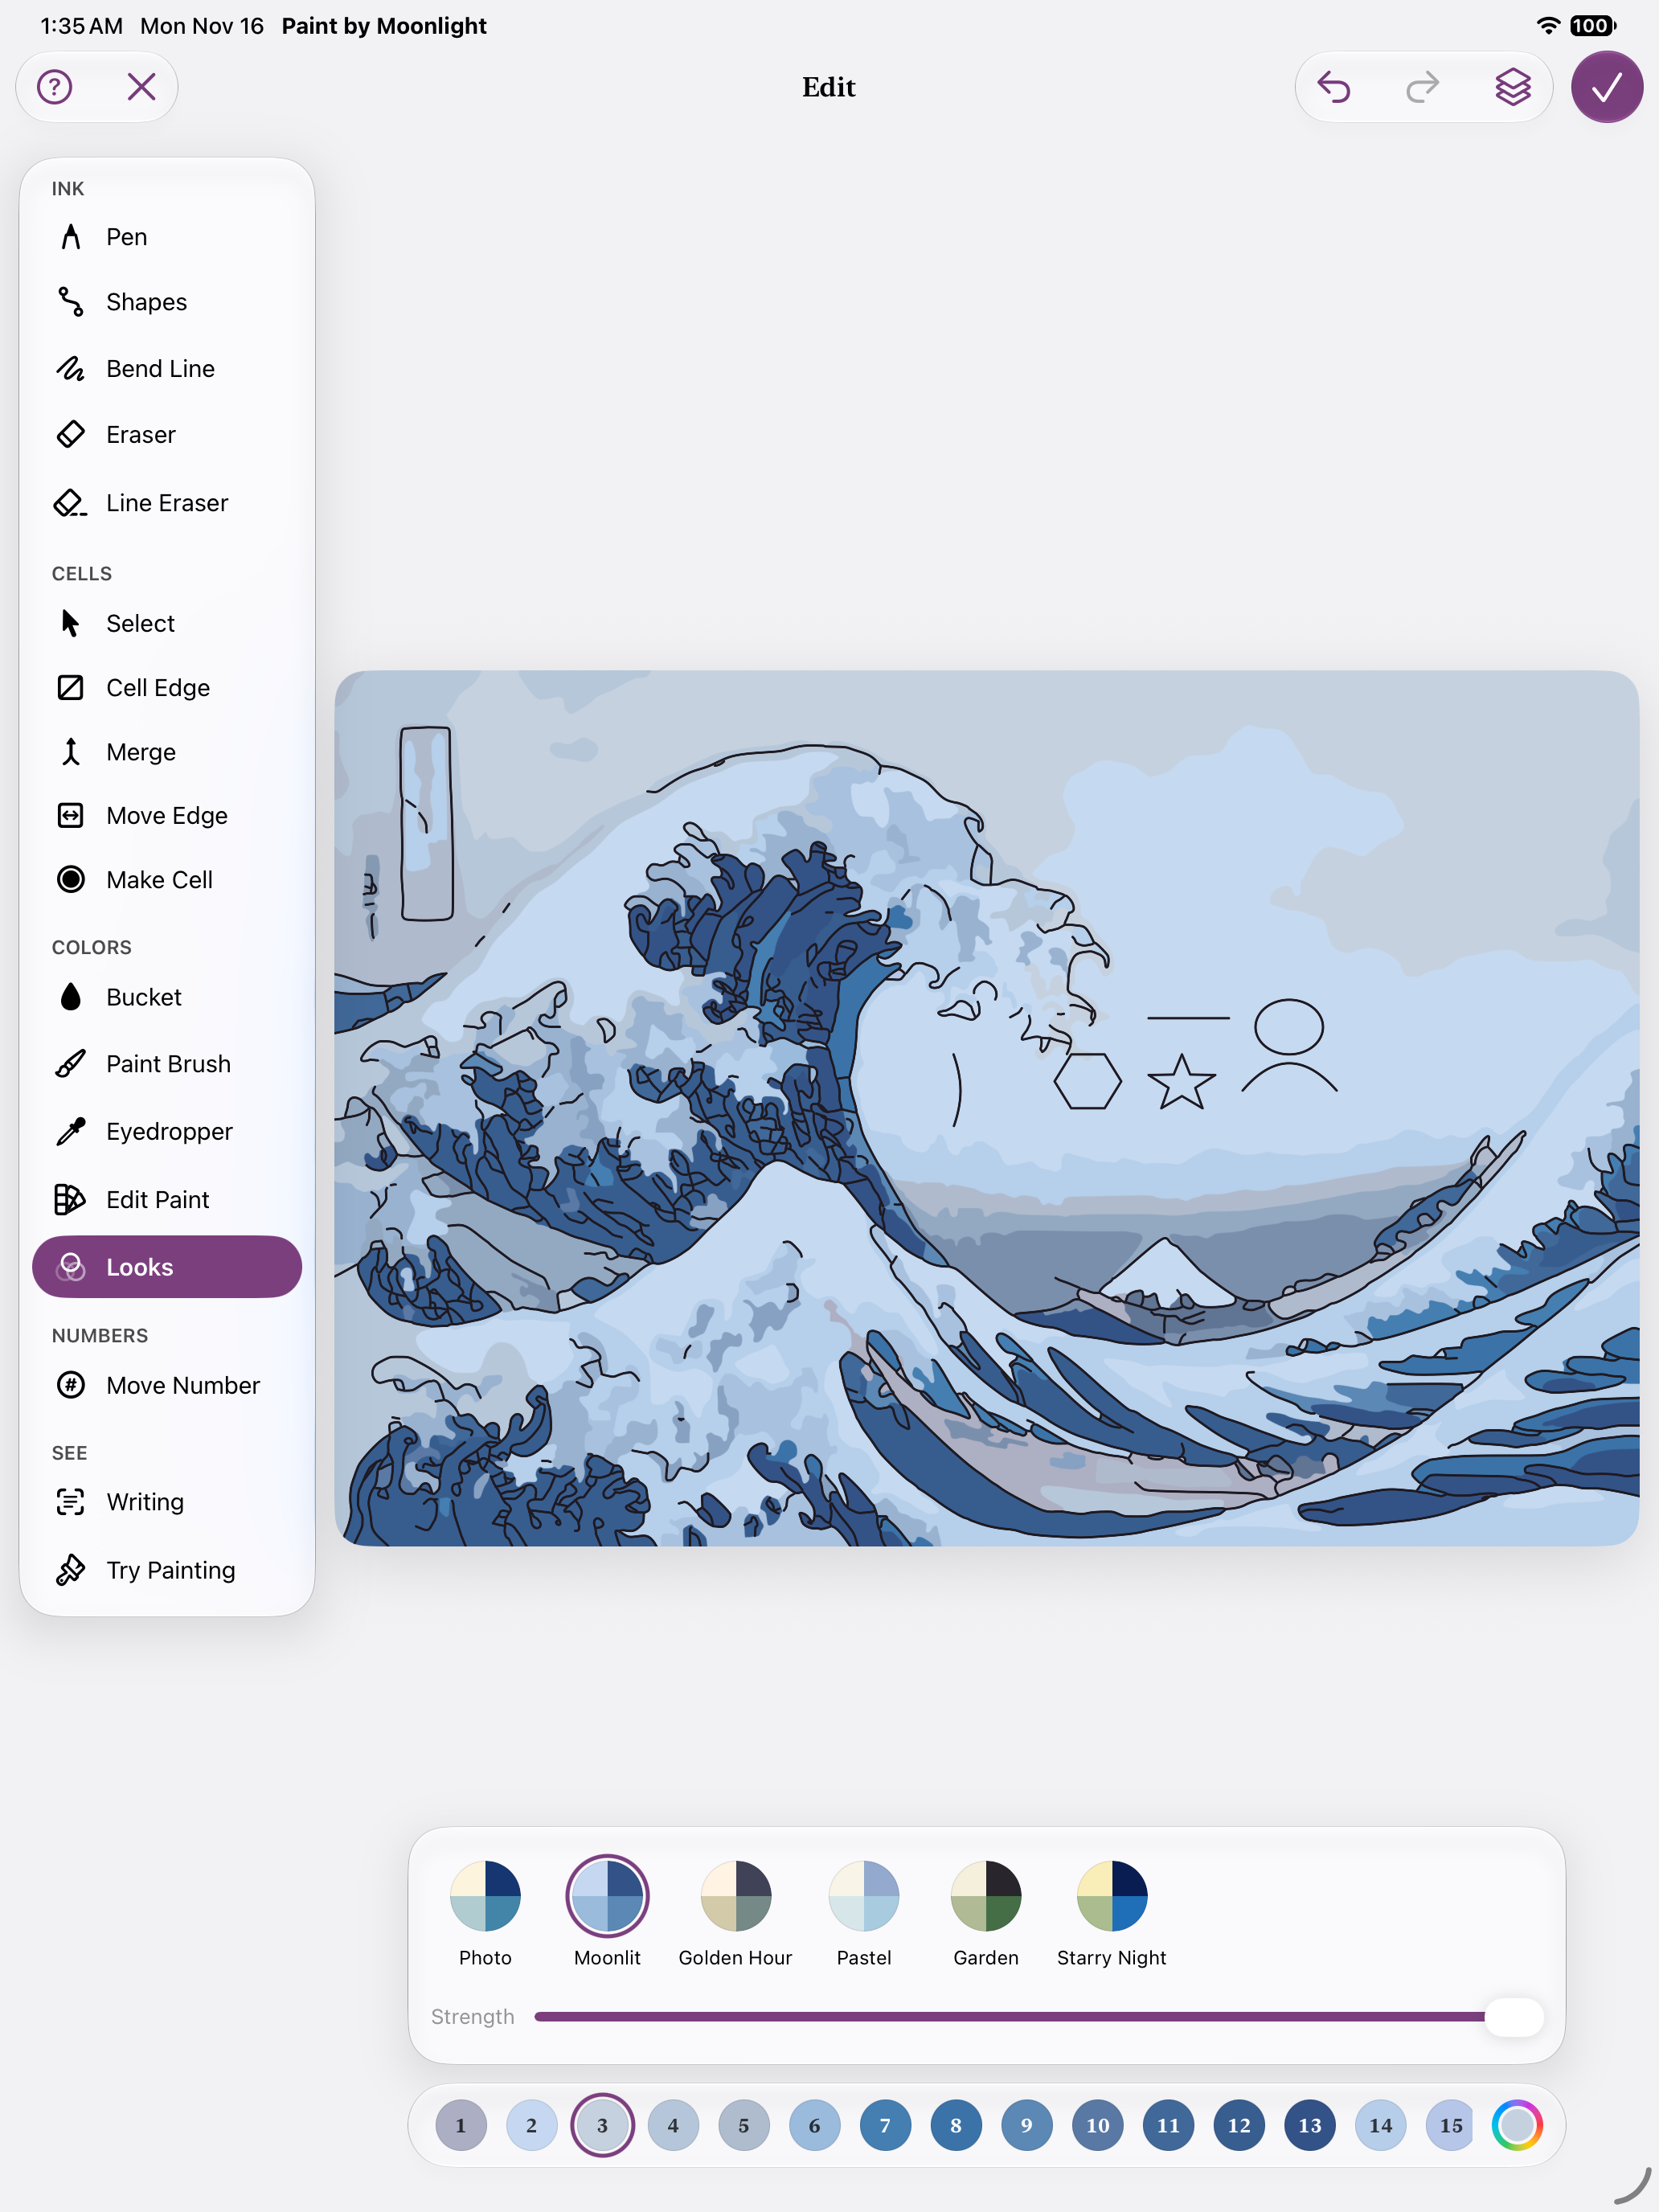 1:35 AM Mon Nov 16 Paint by Moonlight
100
?
Edit
INK
Pen
Shapes
Bend Line
Eraser
Line Eraser
CELLS
Select
Cell Edge
Merge
Move Edge
Make Cell
COLORS
Bucket
Paint Brush
Eyedropper
Edit Paint
Looks
NUMBERS
# Move Number
SEE
Writing
Try Painting
Photo Moonlit Golden Hour Pastel Garden Starry Night
Strength
1 2 3 4 5 6 7 8 9 10 11 12 13 14 15